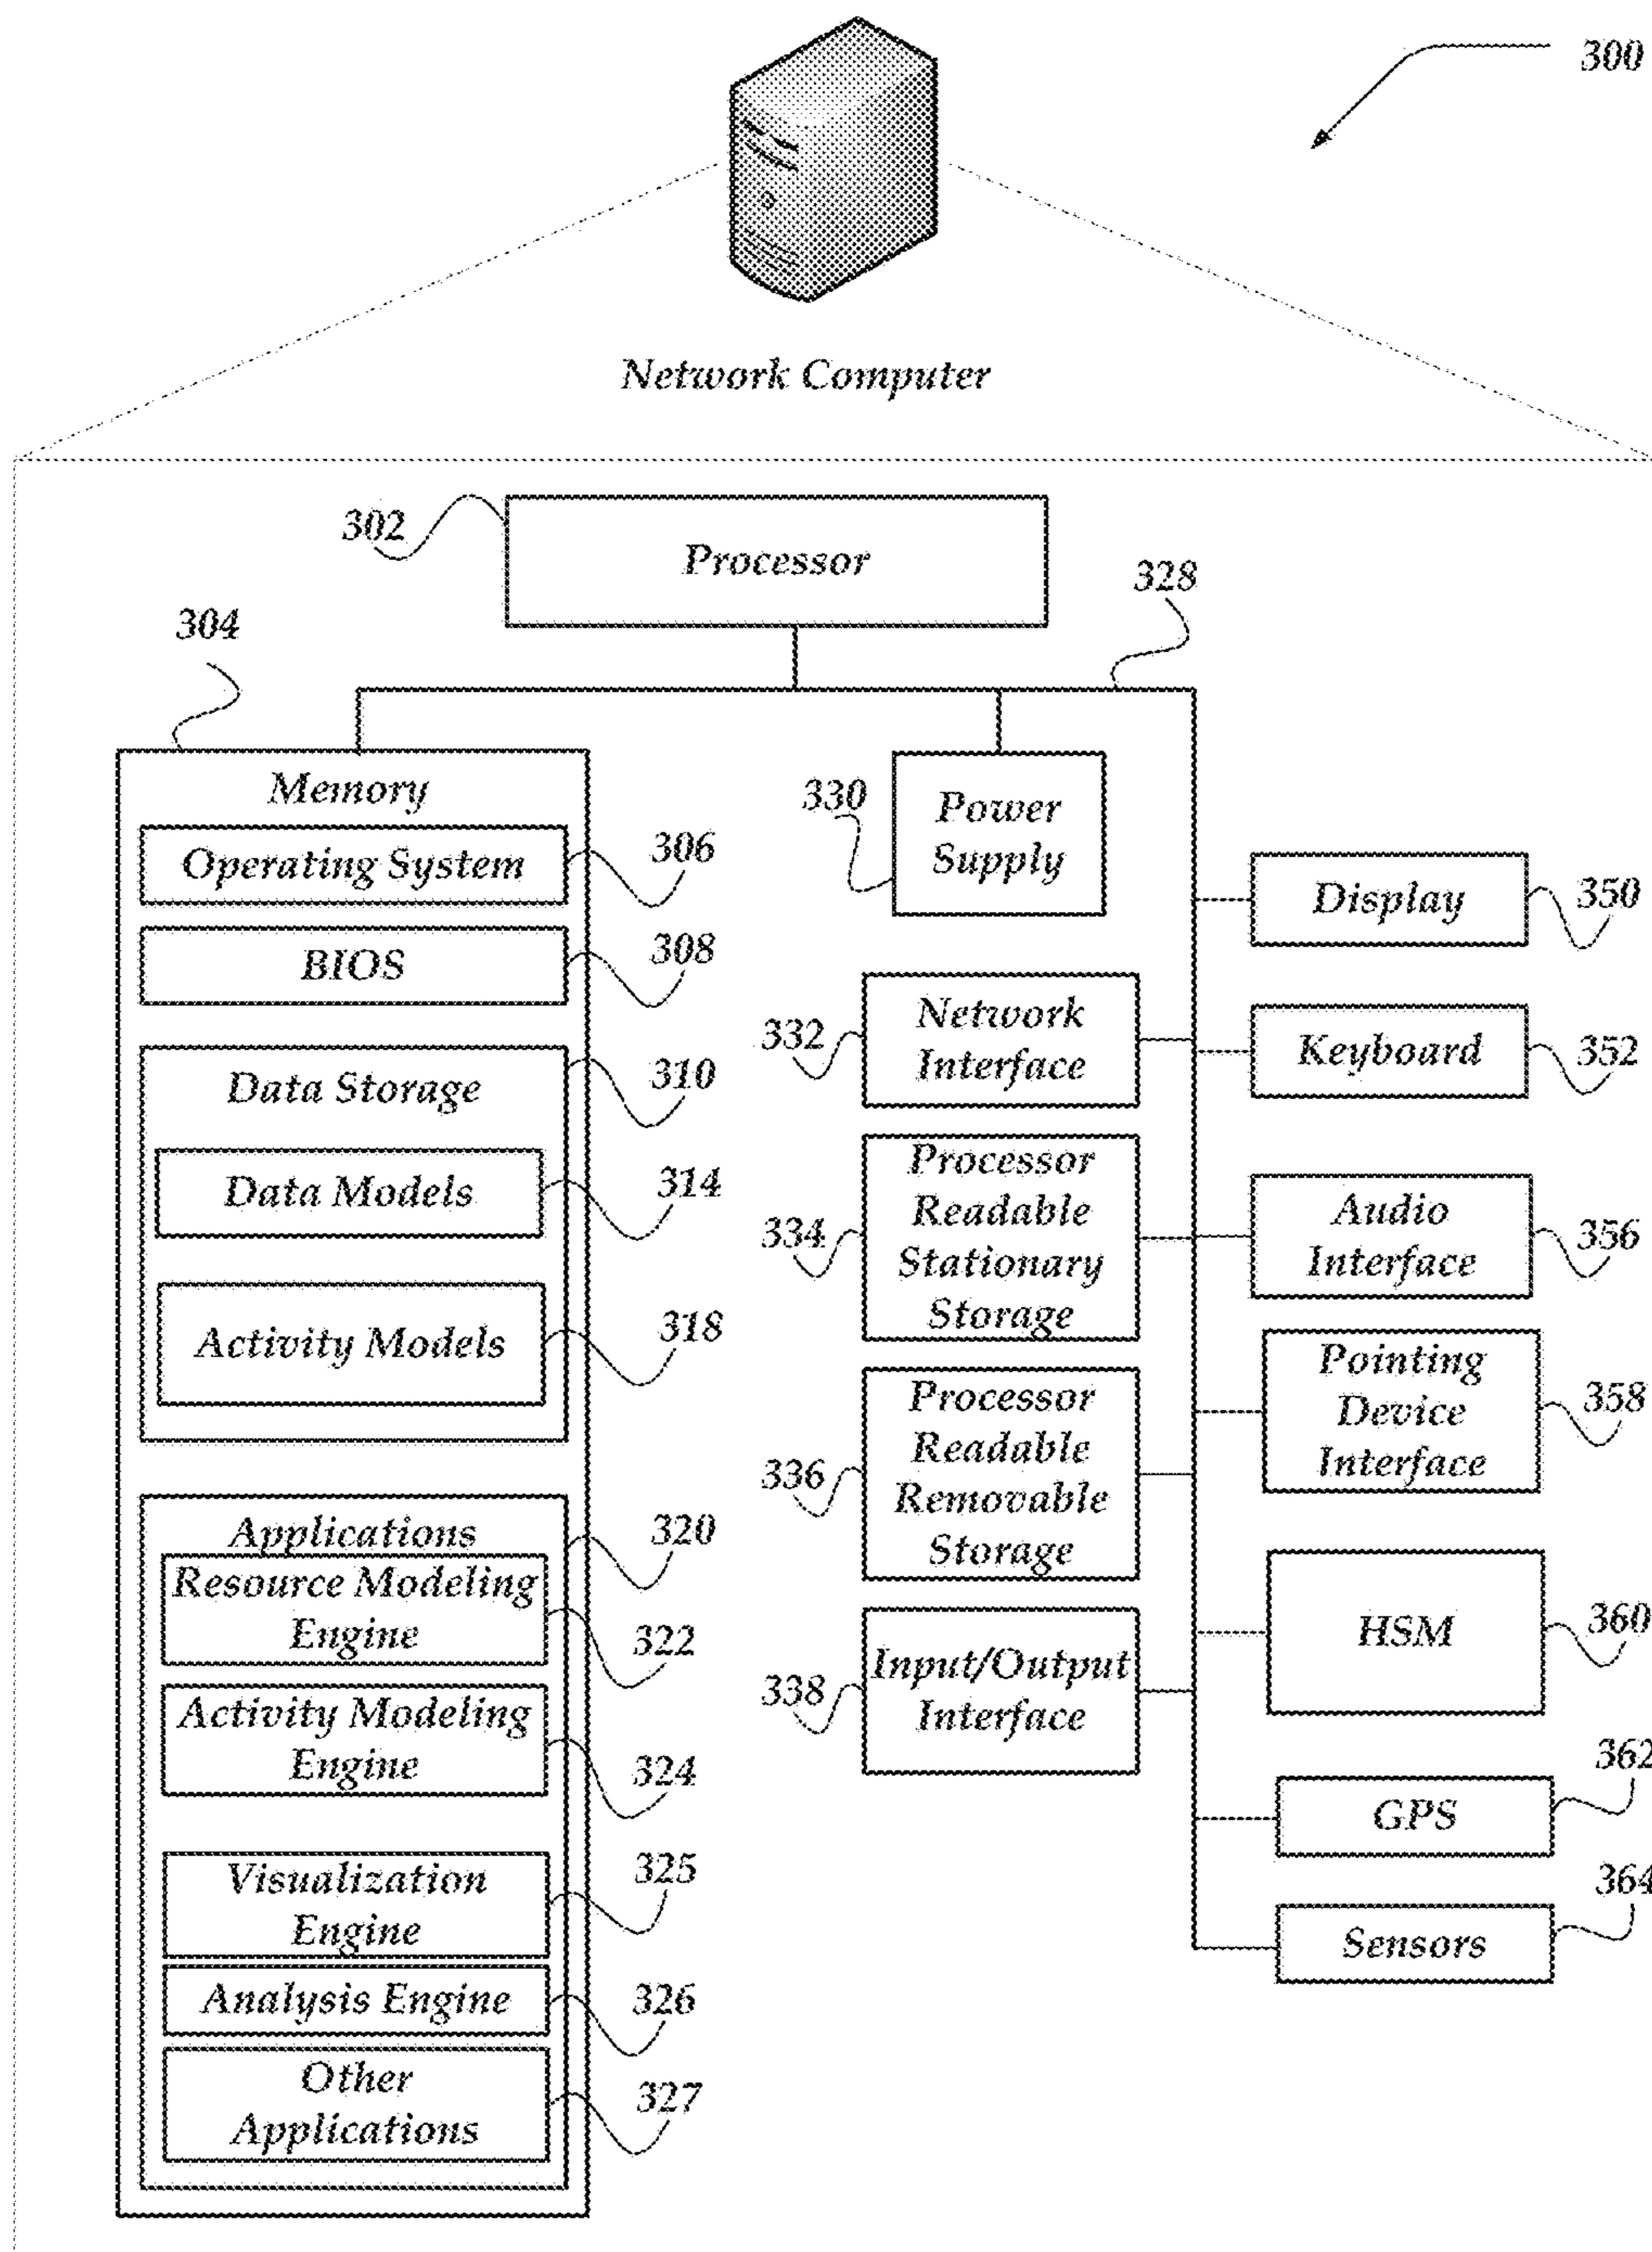 300
Network Computer
302
Processor
328
304
Memory
Operating System
306
BIOS
308
Data Storage
310
Data Models
314
Activity Models
318
Applications
320
Resource Modeling
Engine
322
Activity Modeling
Engine
324
Visualization
Engine
325
Analysis Engine
326
Other
Applications
327
330
Power
Supply
332
Network
Interface
334
Processor
Readable
Stationary
Storage
336
Processor
Readable
Removable
Storage
338
Input/Output
Interface
Display
350
Keyboard
352
Audio
Interface
356
Pointing
Device
Interface
358
HSM
360
GPS
362
Sensors
364